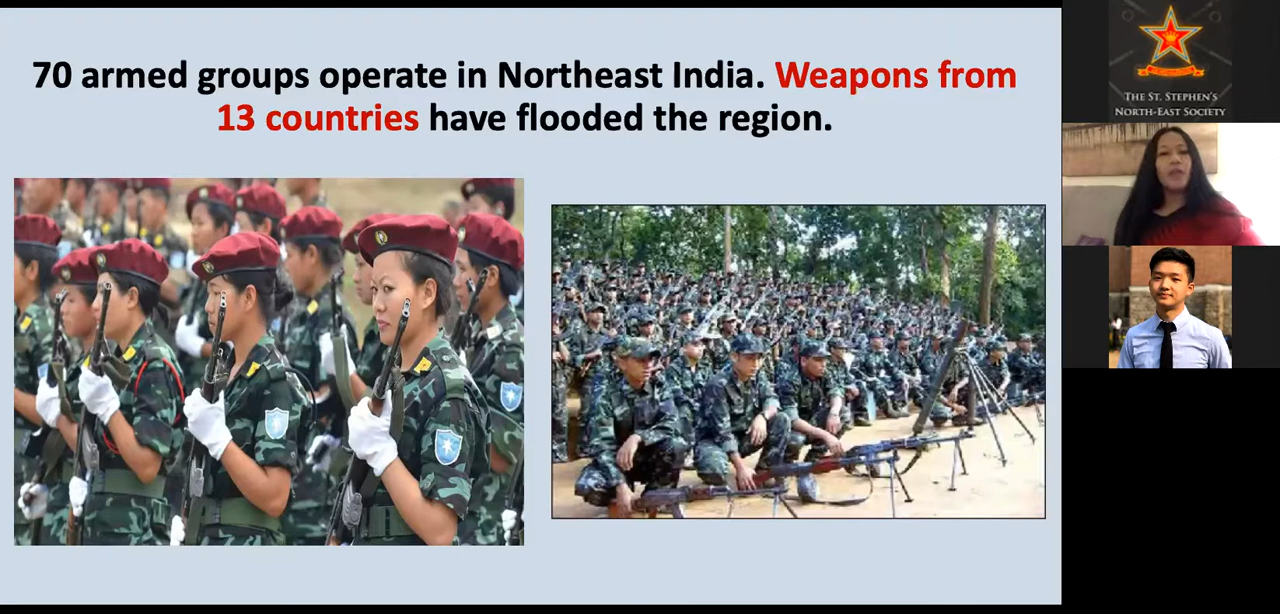 70 armed groups operate in Northeast India. Weapons from
13 countries have flooded the region.
THE ST. STEPHEN'S
NORTH-EAST SOCIETY